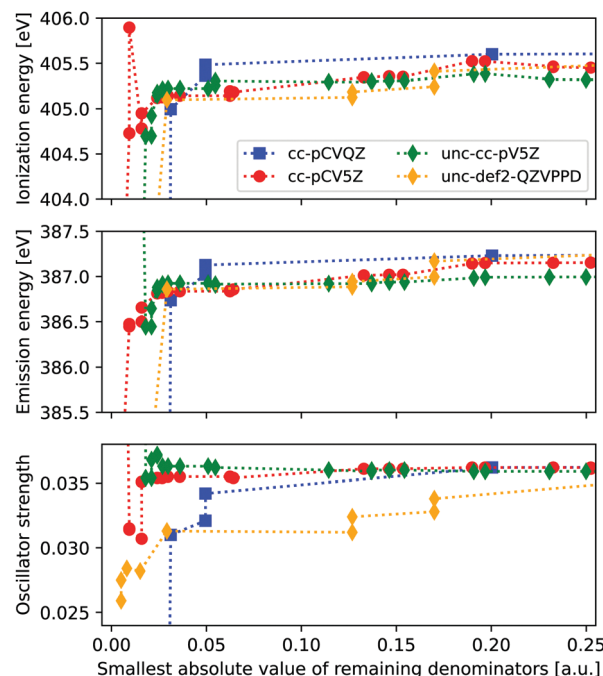 Ionization energy [eV]
406.0
405.5
405.0
404.5
404.0
cc-pCVQZ
unc-cc-pV5Z
cc-pCV5Z
unc-def2-QZVPPD
Emission energy [eV]
387.5
387.0
386.5
386.0
385.5
Oscillator strength
0.035
0.030
0.025
0.00 0.05 0.10 0.15 0.20 0.25
Smallest absolute value of remaining denominators [a.u.]